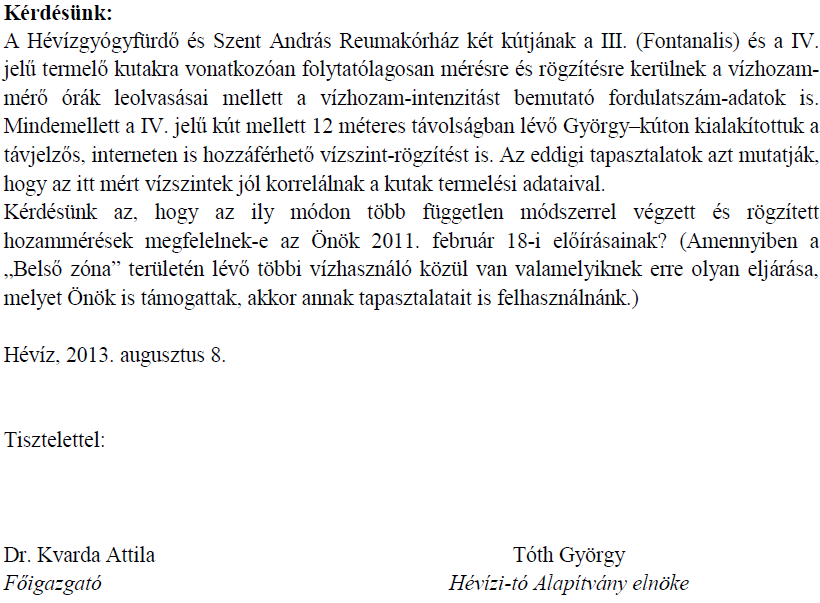 Kérdésünk:
A Hévízgyógyfürdő és Szent András Reumakórház két kútjának a III. (Fontanalis) és a IV.
jelű termelő kutakra vonatkozóan folytatólagosan mérésre és rögzítésre kerülnek a vízhozam-
mérő órák leolvasásai mellett a vízhozam-intenzitást bemutató fordulatszám-adatok is.
Mindemellett a IV. jelű kút mellett 12 méteres távolságban lévő György–kúton kialakítottuk a
távjelzős, interneten is hozzáférhető vízszint-rögzítést is. Az eddigi tapasztalatok azt mutatják,
hogy az itt mért vízszintek jól korrelálnak a kutak termelési adataival.
Kérdésünk az, hogy az ily módon több független módszerrel végzett és rögzített
hozammérések megfelelnek-e az Önök 2011. február 18-i előírásainak? (Amennyiben a
„Belső zóna” területén lévő többi vízhasználó közül van valamelyiknek erre olyan eljárása,
melyet Önök is támogattak, akkor annak tapasztalatait is felhasználnánk.)
Hévíz, 2013. augusztus 8.
Tisztelettel:
Dr. Kvarda Attila Tóth György
Főigazgató Hévízi-tó Alapítvány elnöke